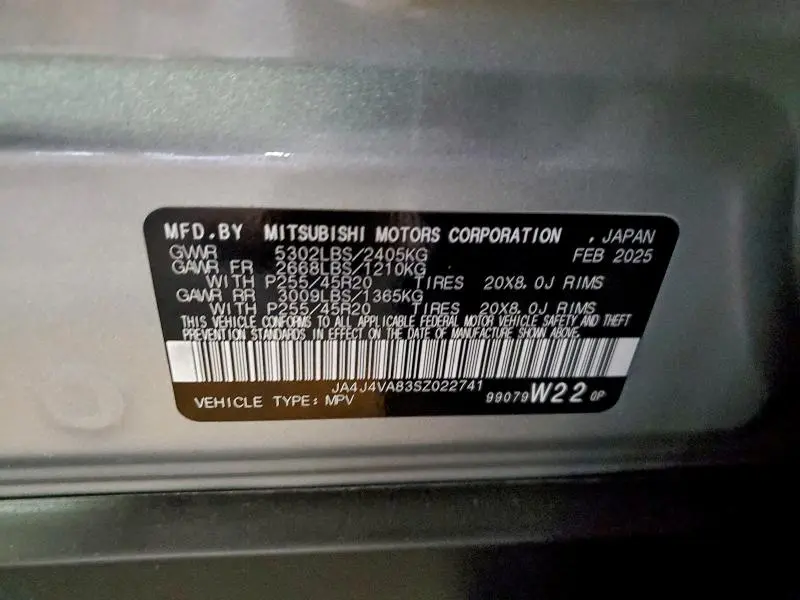 MFD.BY MITSUBISHI MOTORS CORPORATION , JAPAN
GVWR 5302LBS/2405KG FEB 2025
GAWR FR 2668LBS/1210KG
WITH P255/45R20 TIRES 20X8.0J RIMS
GAWR RR 3009LBS/1365KG
WITH P255/45R20 TIRES 20X8.0J RIMS
THIS VEHICLE CONFORMS TO ALL APPLICABLE FEDERAL MOTOR VEHICLE SAFETY AND THEFT
PREVENTION STANDARDS IN EFFECT ON THE DATE OF MANUFACTURE SHOWN ABOVE.
JA4J4VA83SZ022741
VEHICLE TYPE: MPV 99079 W22 0P